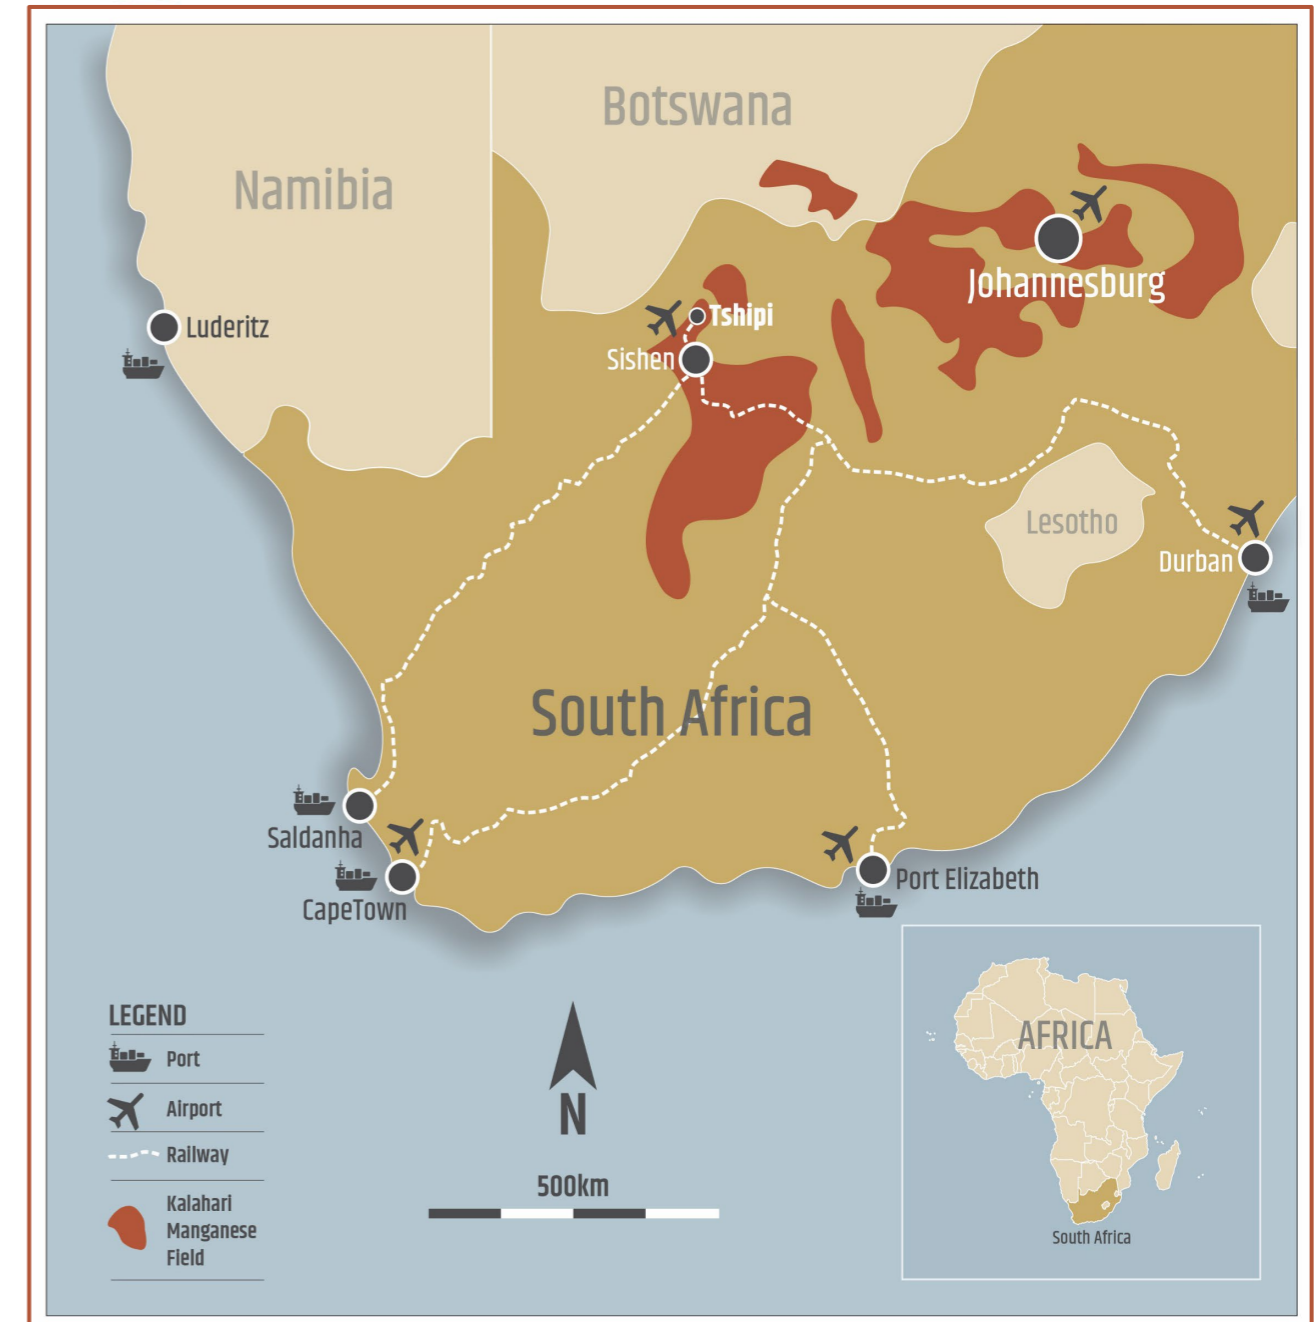 Botswana
Namibia
Johannesburg
Tshipi
Luderitz
Sishen
Lesotho
Durban
South Africa
Saldanha
CapeTown
Port Elizabeth
LEGEND
Port
Airport
Railway
Kalahari
Manganese
Field
N
500km
AFRICA
South Africa